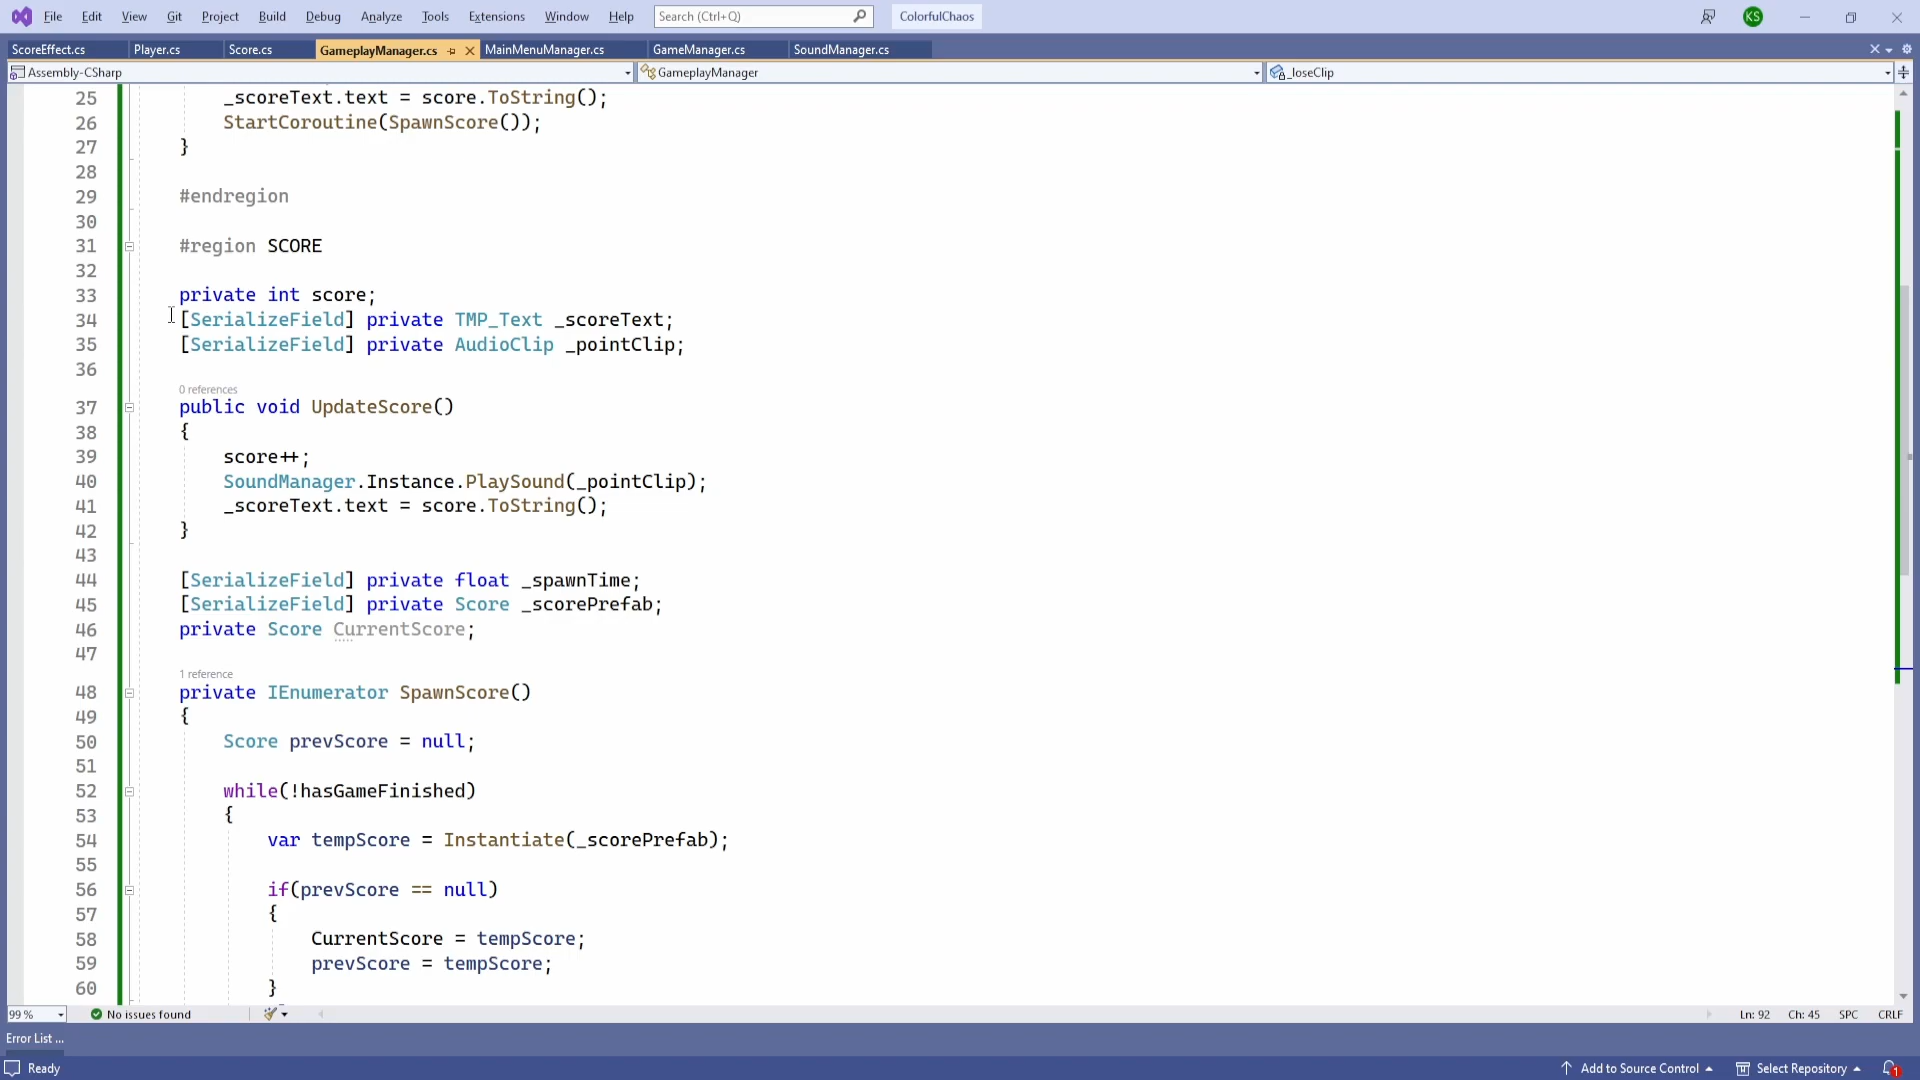 File Edit View Git Project Build Debug Analyze Tools Extensions Window Help Search (Ctrl+Q) ColorfulChaos KS
ScoreEffect.cs Player.cs Score.cs GameplayManager.cs MainMenuManager.cs GameManager.cs SoundManager.cs
Assembly-CSharp GameplayManager _loseClip
25 _scoreText.text = score.ToString();
26 StartCoroutine(SpawnScore());
27 }
28
29 #endregion
30
31 #region SCORE
32
33 private int score;
34 [SerializeField] private TMP_Text _scoreText;
35 [SerializeField] private AudioClip _pointClip;
36
0 references
37 public void UpdateScore()
38 {
39 score++;
40 SoundManager.Instance.PlaySound(_pointClip);
41 _scoreText.text = score.ToString();
42 }
43
44 [SerializeField] private float _spawnTime;
45 [SerializeField] private Score _scorePrefab;
46 private Score CurrentScore;
47
1 reference
48 private IEnumerator SpawnScore()
49 {
50 Score prevScore = null;
51
52 while(!hasGameFinished)
53 {
54 var tempScore = Instantiate(_scorePrefab);
55
56 if(prevScore == null)
57 {
58 CurrentScore = tempScore;
59 prevScore = tempScore;
60 }
99 % No issues found Ln: 92 Ch: 45 SPC CRLF
Error List ...
Ready Add to Source Control Select Repository 1